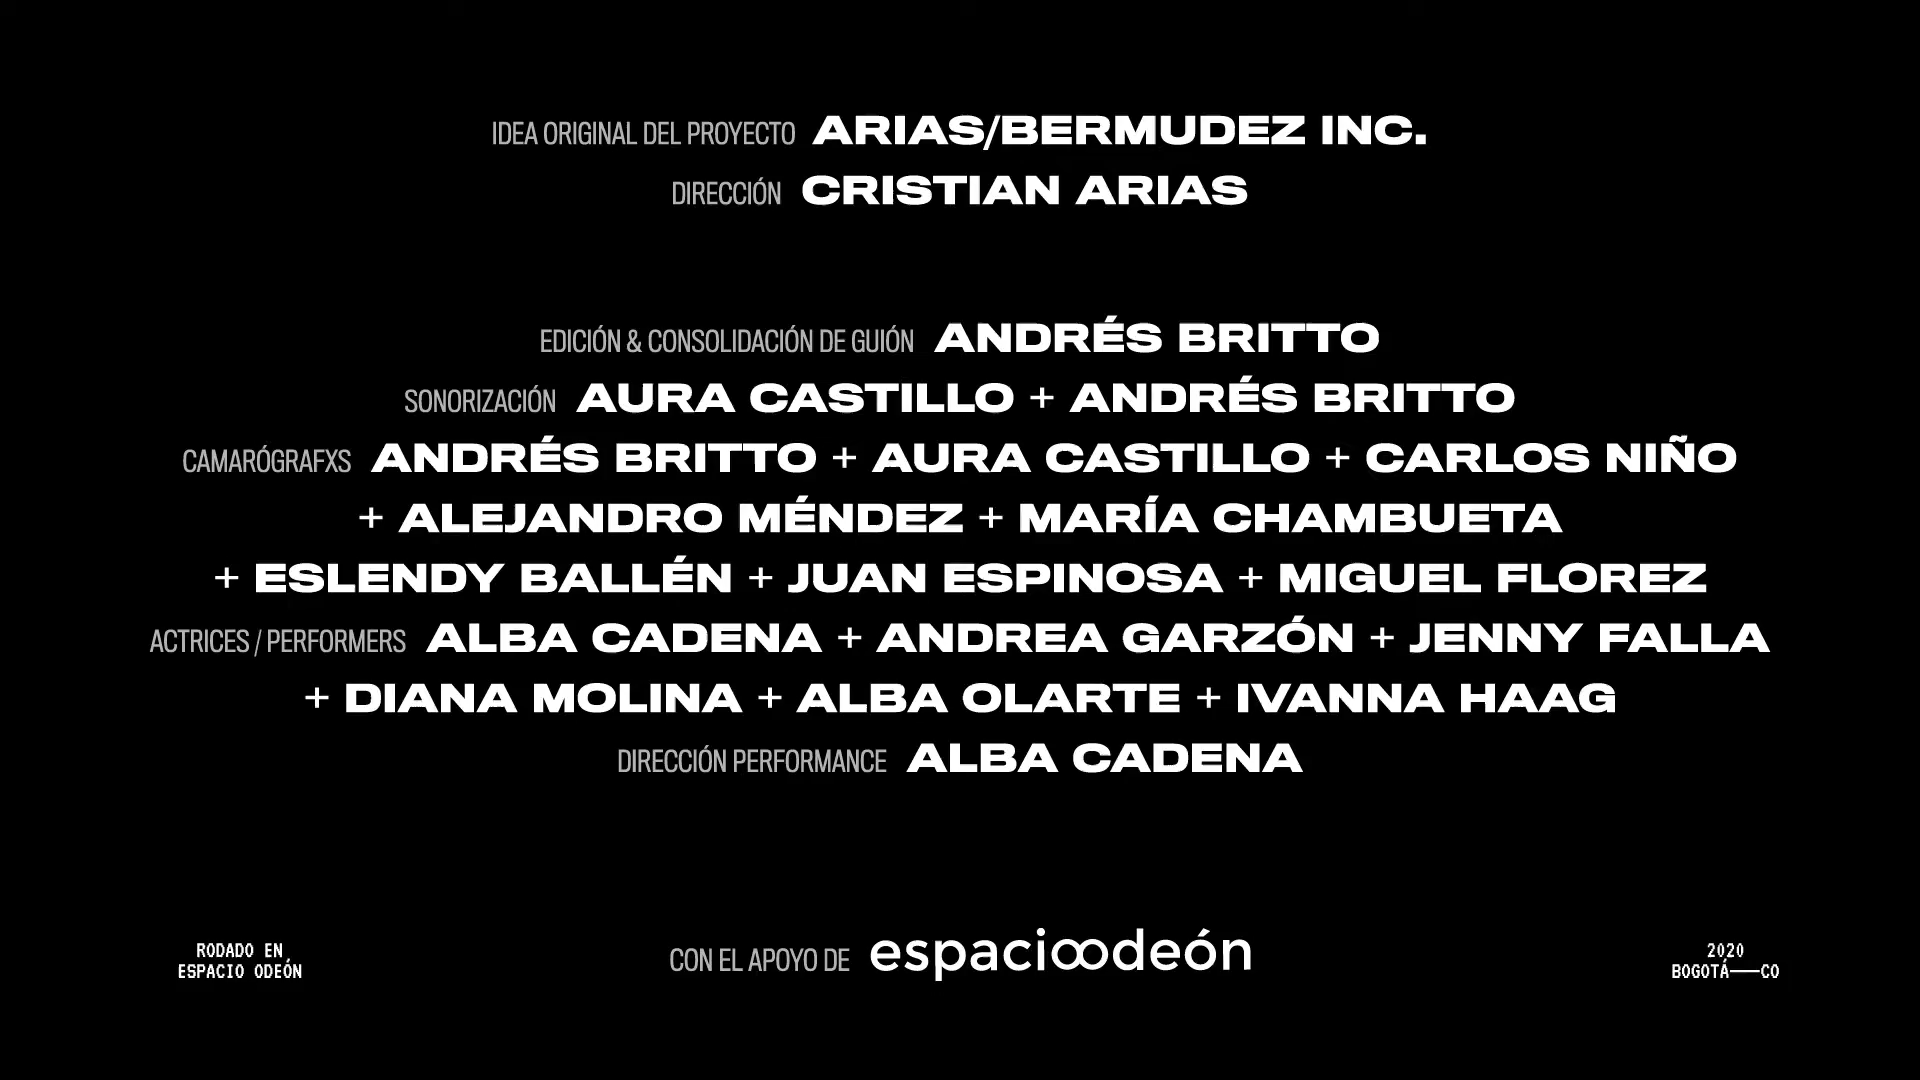 IDEA ORIGINAL DEL PROYECTO ARIAS/BERMUDEZ INC.
DIRECCIÓN CRISTIAN ARIAS
EDICIÓN & CONSOLIDACIÓN DE GUIÓN ANDRÉS BRITTO
SONORIZACIÓN AURA CASTILLO + ANDRÉS BRITTO
CAMARÓGRAFXS ANDRÉS BRITTO + AURA CASTILLO + CARLOS NIÑO
+ ALEJANDRO MÉNDEZ + MARÍA CHAMBUETA
+ ESLENDY BALLÉN + JUAN ESPINOSA + MIGUEL FLOREZ
ACTRICES / PERFORMERS ALBA CADENA + ANDREA GARZÓN + JENNY FALLA
+ DIANA MOLINA + ALBA OLARTE + IVANNA HAAG
DIRECCIÓN PERFORMANCE ALBA CADENA
RODADO EN
ESPACIO ODEÓN
CON EL APOYO DE espacioodeón
2020
BOGOTÁ——CO